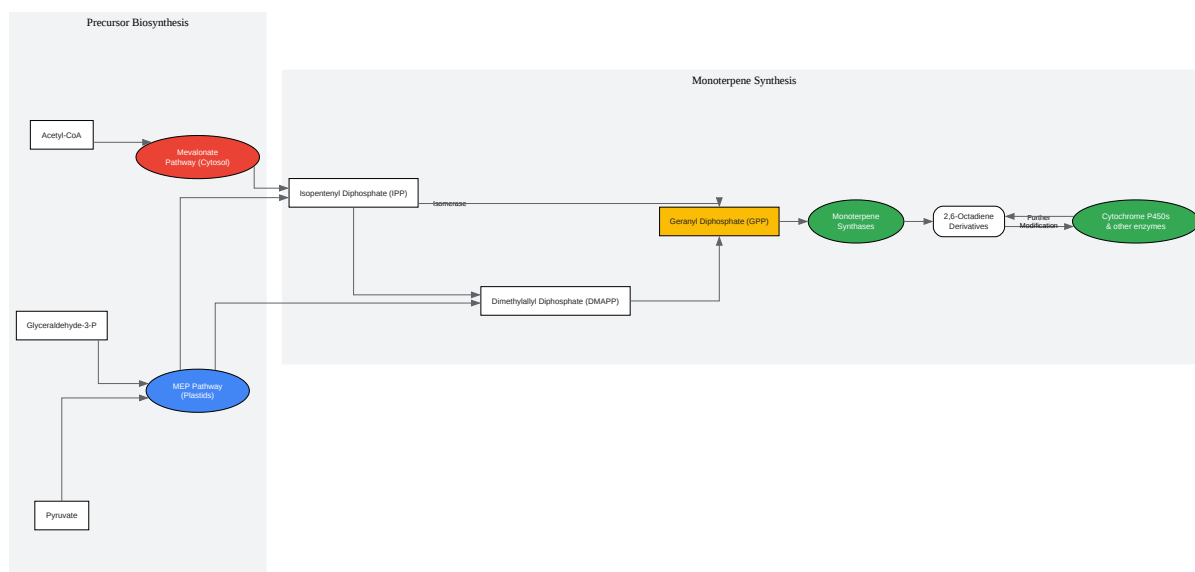 Precursor Biosynthesis
Monoterpene Synthesis
Acetyl-CoA
Mevalonate
Pathway (Cytosol)
Isopentenyl Diphosphate (IPP)
Isomerase
Geranyl Diphosphate (GPP)
Monoterpene
Synthases
2,6-Octadiene
Derivatives
Further
Modification
Cytochrome P450s
& other enzymes
Dimethylallyl Diphosphate (DMAPP)
Glyceraldehyde-3-P
MEP Pathway
(Plastids)
Pyruvate